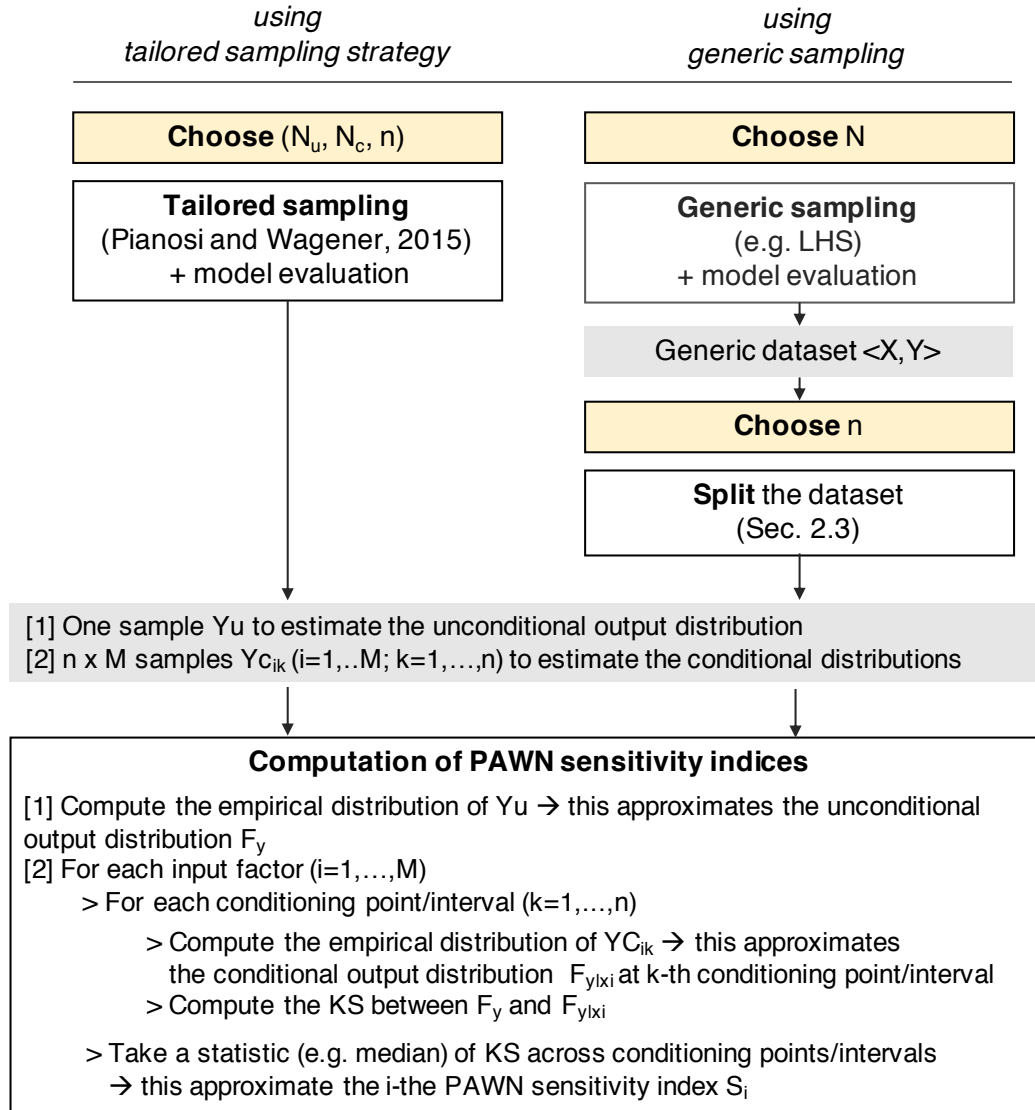 using
tailored sampling strategy
using
generic sampling
Choose (Nu, Nc, n)
Tailored sampling
(Pianosi and Wagener, 2015)
+ model evaluation
Choose N
Generic sampling
(e.g. LHS)
+ model evaluation
Generic dataset <X,Y>
Choose n
Split the dataset
(Sec. 2.3)
[1] One sample Yu to estimate the unconditional output distribution
[2] n x M samples Ycik (i=1,..M; k=1,…,n) to estimate the conditional distributions
Computation of PAWN sensitivity indices
[1] Compute the empirical distribution of Yu → this approximates the unconditional
output distribution Fy
[2] For each input factor (i=1,…,M)
> For each conditioning point/interval (k=1,…,n)
> Compute the empirical distribution of YCik → this approximates
the conditional output distribution Fy|xi at k-th conditioning point/interval
> Compute the KS between Fy and Fy|xi
> Take a statistic (e.g. median) of KS across conditioning points/intervals
→ this approximate the i-the PAWN sensitivity index Si